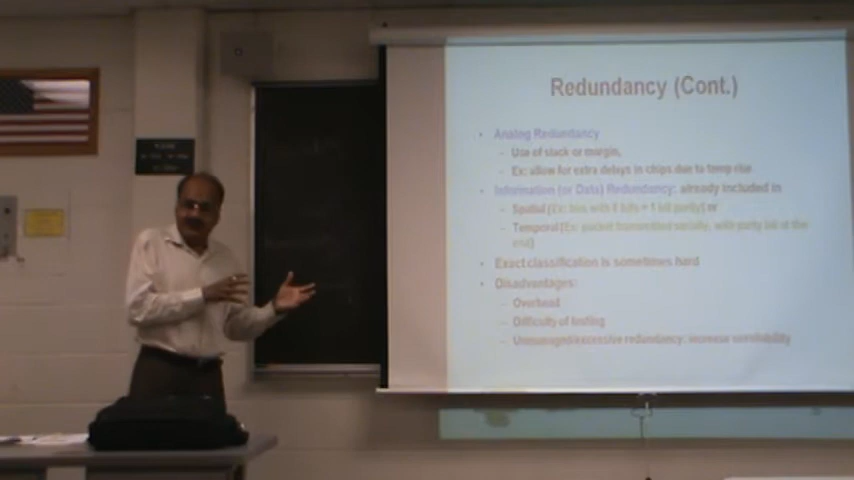 Redundancy (Cont.)
• Analog Redundancy
– Use of slack or margin,
– Ex: allow for extra delays in chips due to temp rise
• Information (or Data) Redundancy: already included in
– Spatial (Ex: bus with 8 bits + 1 bit parity) or
– Temporal (Ex: packet transmitted serially, with parity bit at the
end)
• Exact classification is sometimes hard
• Disadvantages:
– Overhead
– Difficulty of testing
– Unmanaged/excessive redundancy: increase unreliability